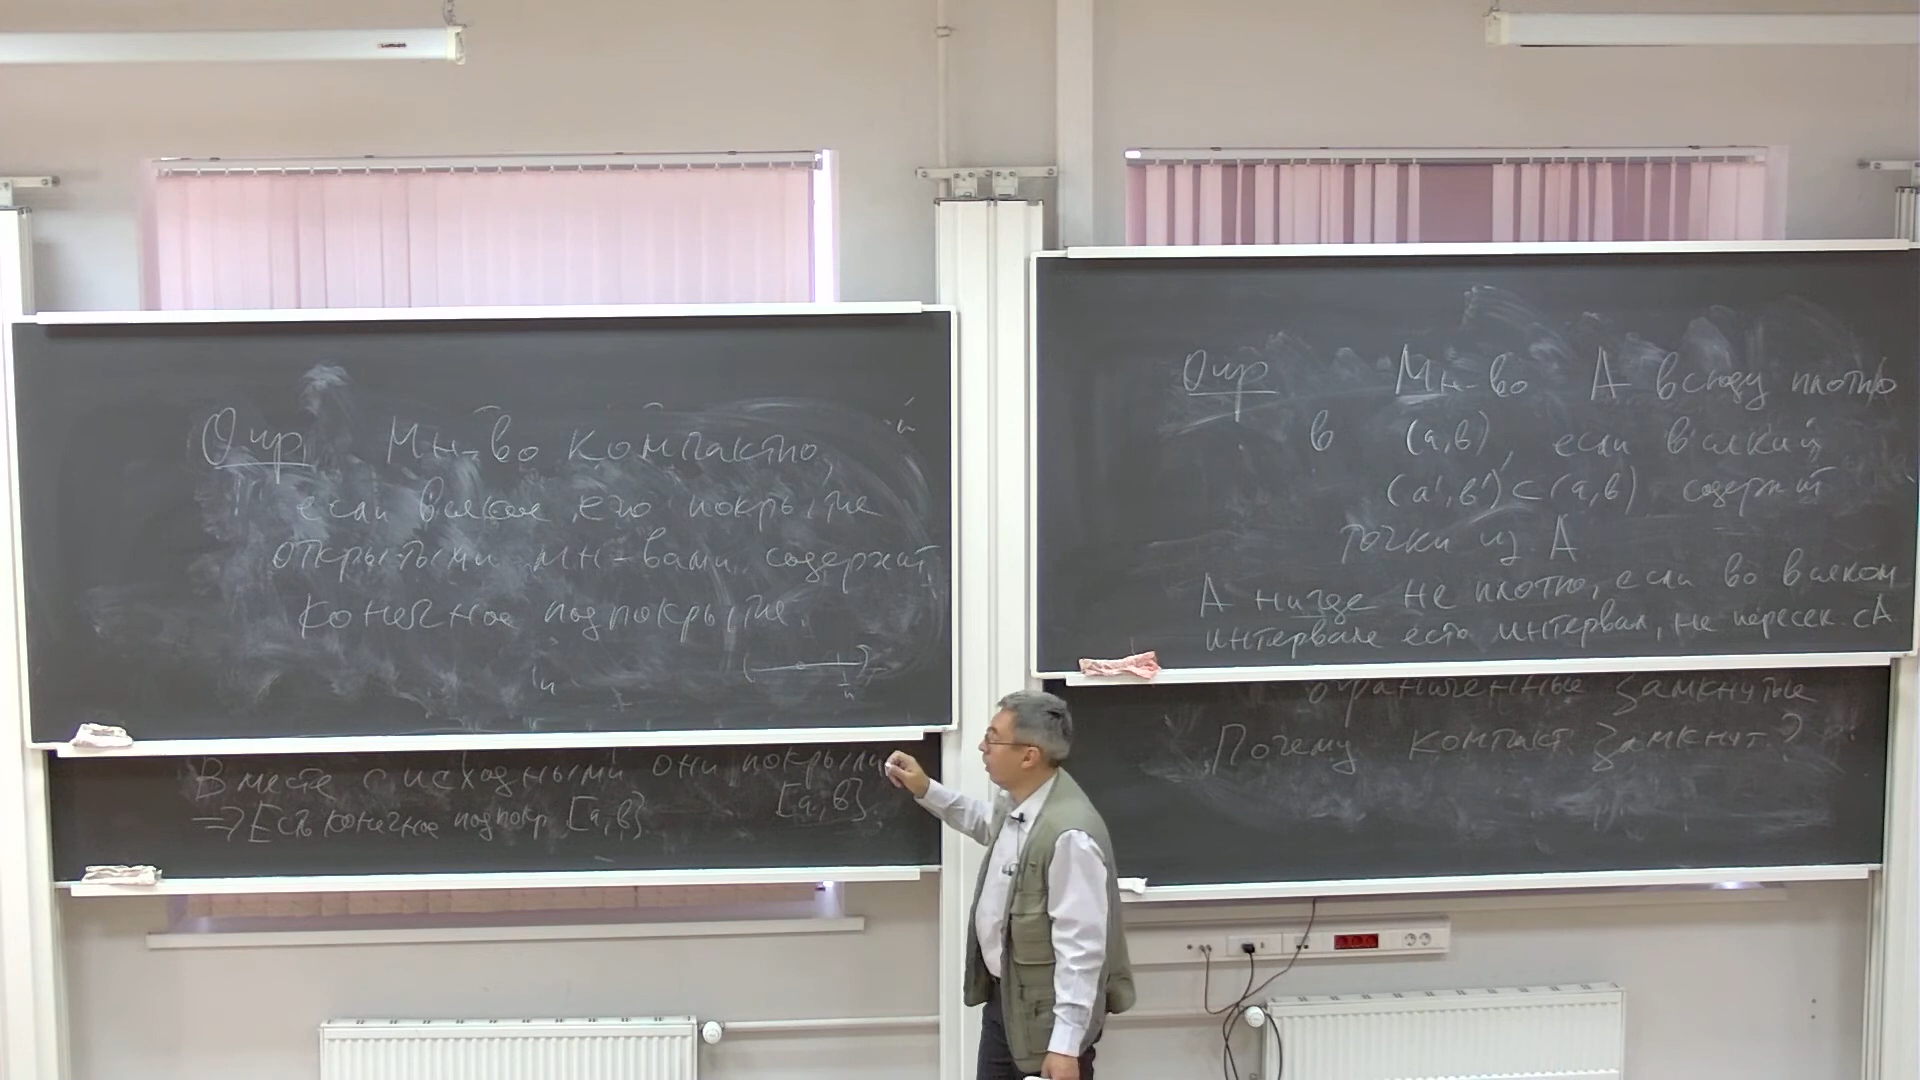 Опр Мн-во компактно,
если всякое его покрытие
открытыми мн-вами содержит
конечное подпокрытие.
1/n
Вместе с исходными они покрыли
[a,b].
⇒ Есть конечное подпокр. [a,b].
Опр Мн-во A всюду плотно
в (a,b), если всякий
(a',b')⊂(a,b) содержит
точки из A
A нигде не плотно, если во всяком
интервале есть интервал, не пересек. с A
ограниченные замкнутые
Почему компакт замкнут?